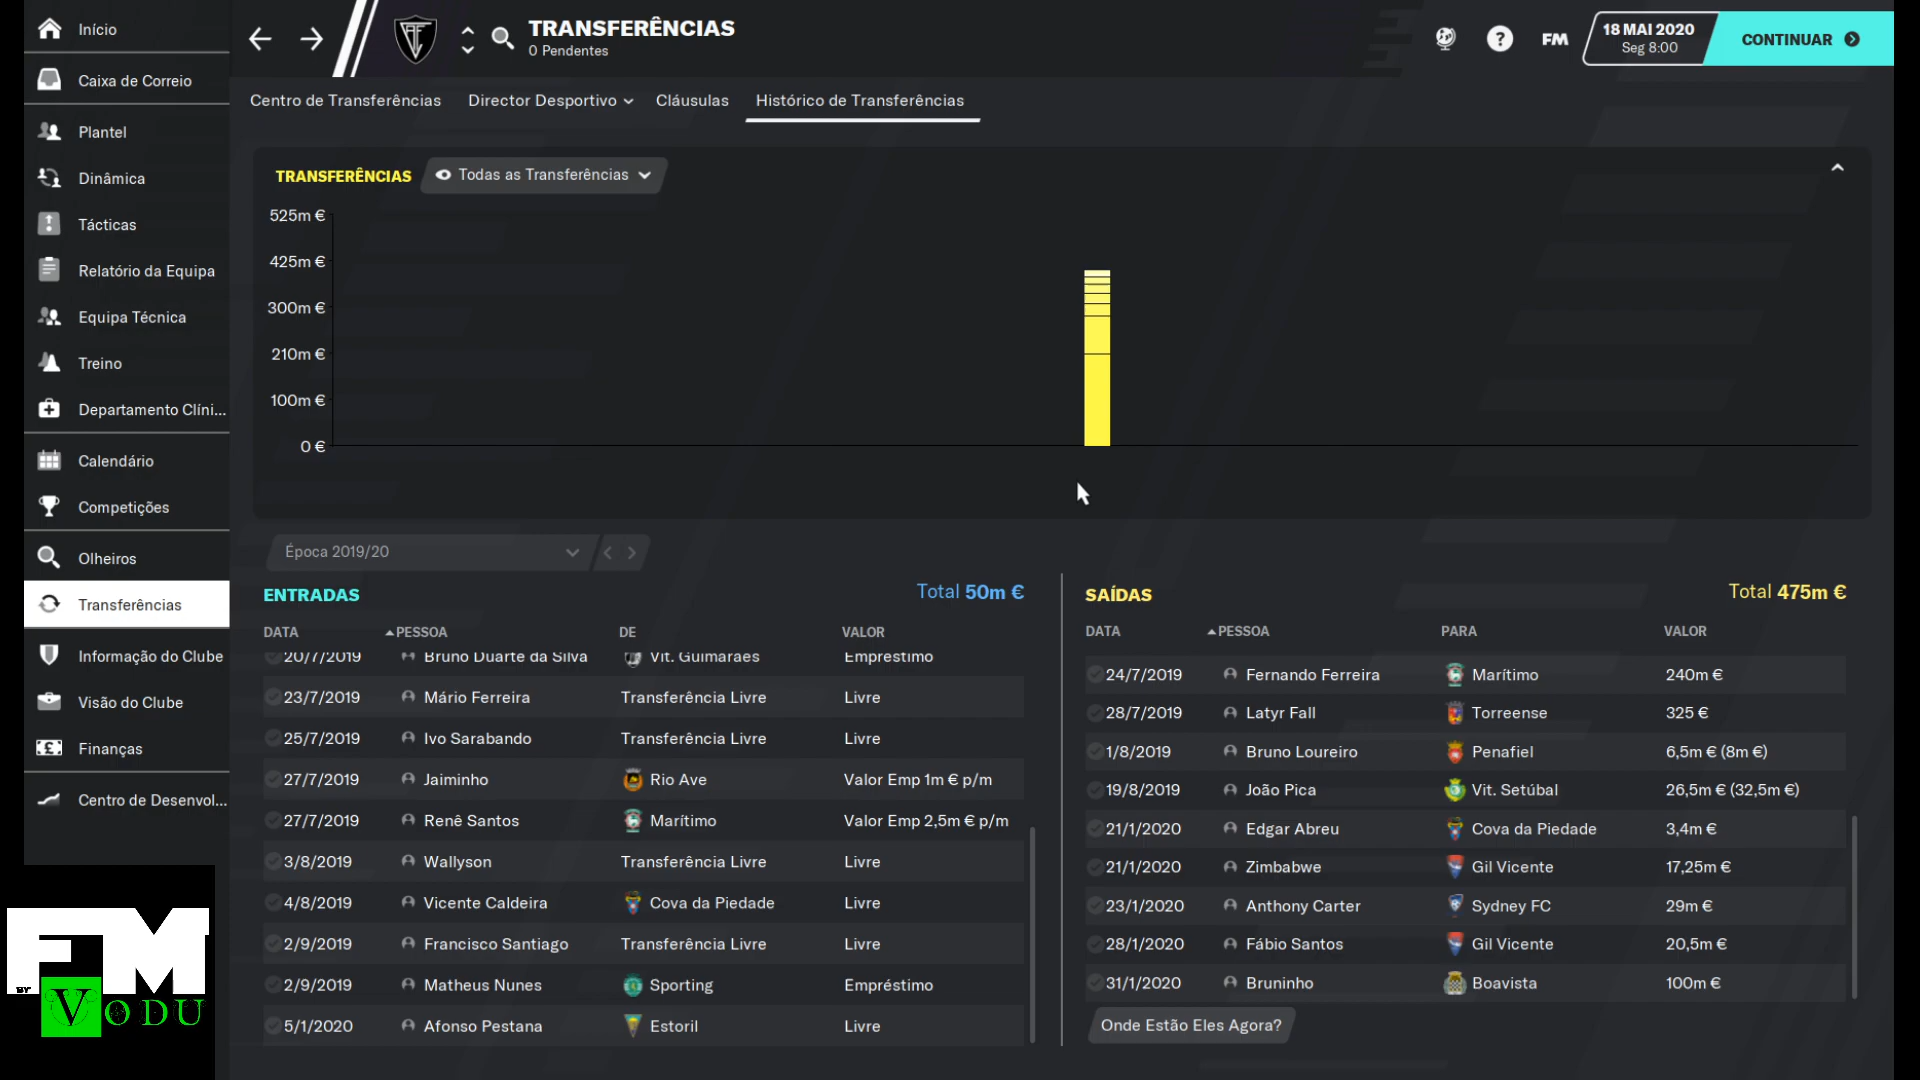 Início
Caixa de Correio
Plantel
Dinâmica
Tácticas
Relatório da Equipa
Equipa Técnica
Treino
Departamento Clíni...
Calendário
Competições
Olheiros
Transferências
Informação do Clube
Visão do Clube
Finanças
Centro de Desenvol...
FM
BY VODU
TRANSFERÊNCIAS
0 Pendentes
?
FM
18 MAI 2020
Seg 8:00
CONTINUAR
Centro de Transferências Director Desportivo Cláusulas Histórico de Transferências
TRANSFERÊNCIAS Todas as Transferências
525m €
425m €
300m €
210m €
100m €
0 €
Época 2019/20
ENTRADAS Total 50m €
DATA PESSOA DE VALOR
20/7/2019 Bruno Duarte da Silva Vit. Guimarães Empréstimo
23/7/2019 Mário Ferreira Transferência Livre Livre
25/7/2019 Ivo Sarabando Transferência Livre Livre
27/7/2019 Jaiminho Rio Ave Valor Emp 1m € p/m
27/7/2019 Renê Santos Marítimo Valor Emp 2,5m € p/m
3/8/2019 Wallyson Transferência Livre Livre
4/8/2019 Vicente Caldeira Cova da Piedade Livre
2/9/2019 Francisco Santiago Transferência Livre Livre
2/9/2019 Matheus Nunes Sporting Empréstimo
5/1/2020 Afonso Pestana Estoril Livre
SAÍDAS Total 475m €
DATA PESSOA PARA VALOR
24/7/2019 Fernando Ferreira Marítimo 240m €
28/7/2019 Latyr Fall Torreense 325 €
1/8/2019 Bruno Loureiro Penafiel 6,5m € (8m €)
19/8/2019 João Pica Vit. Setúbal 26,5m € (32,5m €)
21/1/2020 Edgar Abreu Cova da Piedade 3,4m €
21/1/2020 Zimbabwe Gil Vicente 17,25m €
23/1/2020 Anthony Carter Sydney FC 29m €
28/1/2020 Fábio Santos Gil Vicente 20,5m €
31/1/2020 Bruninho Boavista 100m €
Onde Estão Eles Agora?